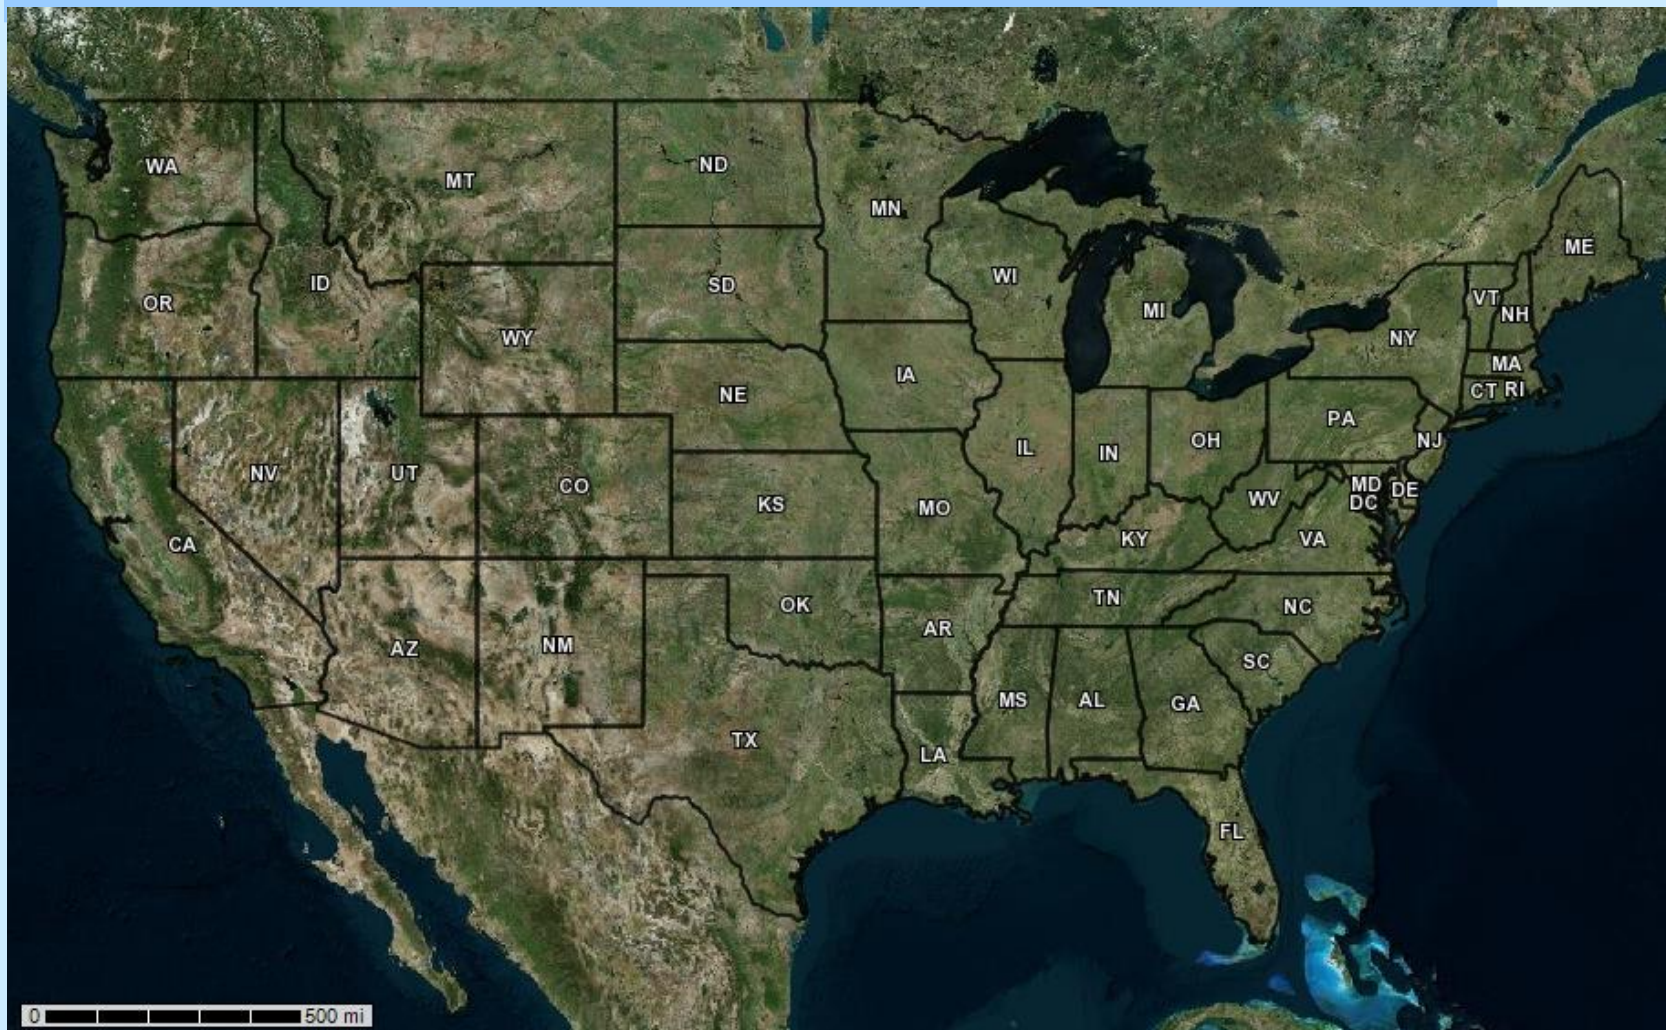 WA
MT
ND
MN
ME
ID
OR
SD
WI
MI
VT
NH
NY
WY
MA
IA
CT RI
NE
PA
NJ
OH
IL
IN
NV
UT
CO
KS
MO
WV
MD
DE
DC
CA
KY
VA
TN
NC
OK
AR
AZ
NM
SC
MS
AL
GA
TX
LA
FL
0 500 mi